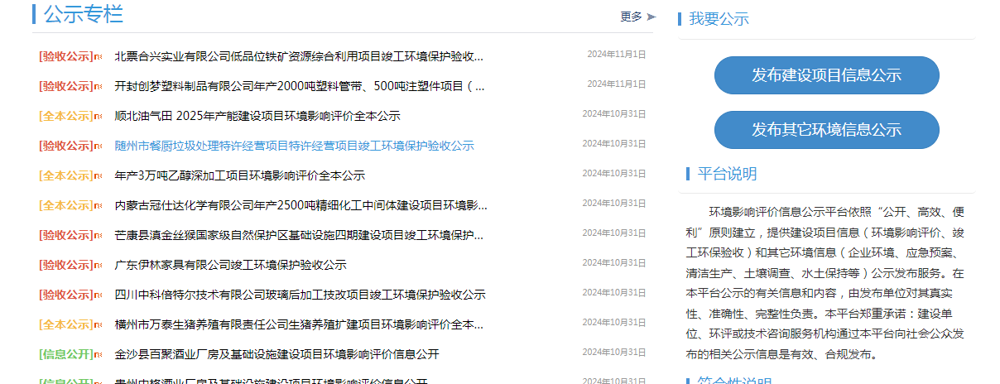 公示专栏
更多
[验收公示] 北票合兴实业有限公司低品位铁矿资源综合利用项目竣工环境保护验收... 2024年11月1日
[验收公示] 开封创梦塑料制品有限公司年产2000吨塑料管带、500吨注塑件项目（... 2024年11月1日
[全本公示] 顺北油气田 2025年产能建设项目环境影响评价全本公示 2024年10月31日
[验收公示] 随州市餐厨垃圾处理特许经营项目特许经营项目竣工环境保护验收公示 2024年10月31日
[全本公示] 年产3万吨乙醇深加工项目环境影响评价全本公示 2024年10月31日
[全本公示] 内蒙古冠仕达化学有限公司年产2500吨精细化工中间体建设项目环境影... 2024年10月31日
[验收公示] 芒康县滇金丝猴国家级自然保护区基础设施四期建设项目竣工环境保护... 2024年10月31日
[验收公示] 广东伊林家具有限公司竣工环境保护验收公示 2024年10月31日
[验收公示] 四川中科倍特尔技术有限公司玻璃后加工技改项目竣工环境保护验收公示 2024年10月31日
[全本公示] 横州市万泰生猪养殖有限责任公司生猪养殖扩建项目环境影响评价全本... 2024年10月31日
[信息公开] 金沙县百聚酒业厂房及基础设施建设项目环境影响评价信息公开 2024年10月31日
[信息公开] 2024年10月31日
我要公示
发布建设项目信息公示
发布其它环境信息公示
平台说明
环境影响评价信息公示平台依照“公开、高效、便
利”原则建立，提供建设项目信息（环境影响评价、竣
工环保验收）和其它环境信息（企业环境、应急预案、
清洁生产、土壤调查、水土保持等）公示发布服务。在
本平台公示的有关信息和内容，由发布单位对其真实
性、准确性、完整性负责。本平台郑重承诺：建设单
位、环评或技术咨询服务机构通过本平台向社会公众发
布的相关公示信息是有效、合规发布。
符合性说明